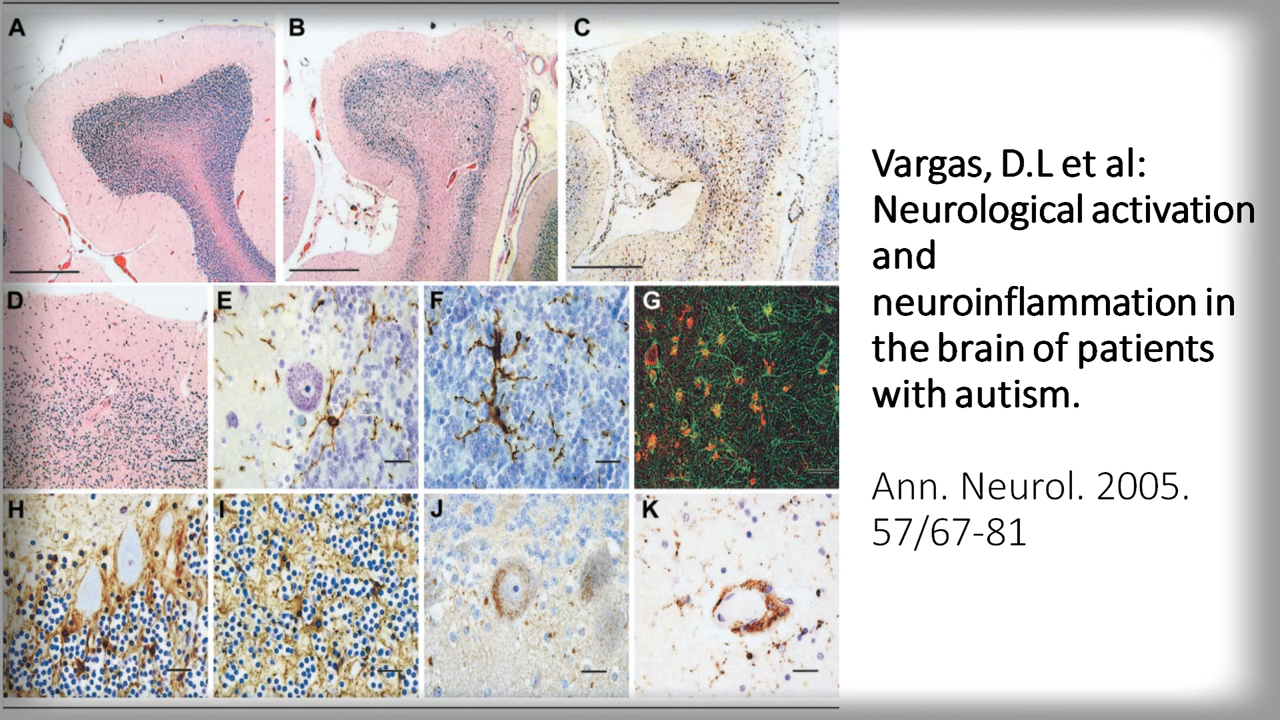 A
B
C
D
E
F
G
H
I
J
K
Vargas, D.L et al:
Neurological activation
and
neuroinflammation in
the brain of patients
with autism.
Ann. Neurol. 2005.
57/67-81